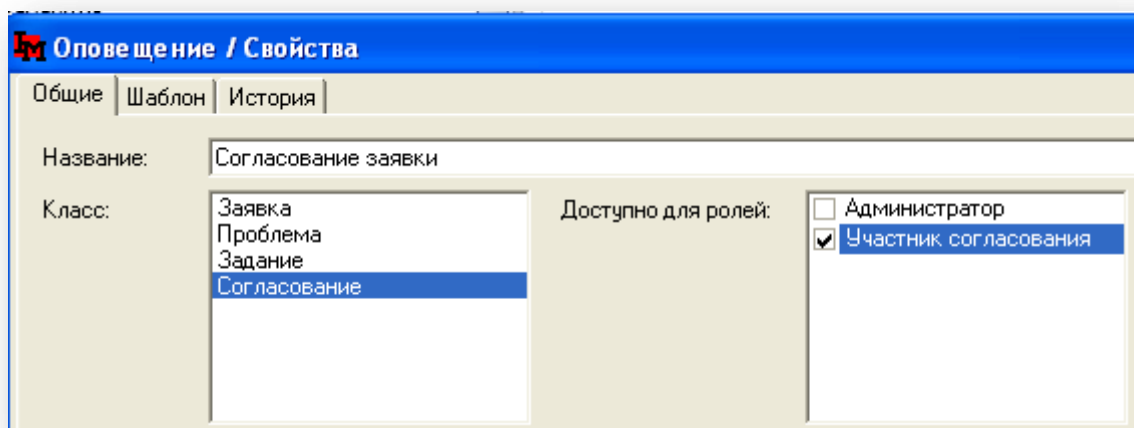 Оповещение / Свойства
Общие Шаблон История
Название: Согласование заявки
Класс: Заявка Доступно для ролей: Администратор
Проблема Участник согласования
Задание
Согласование